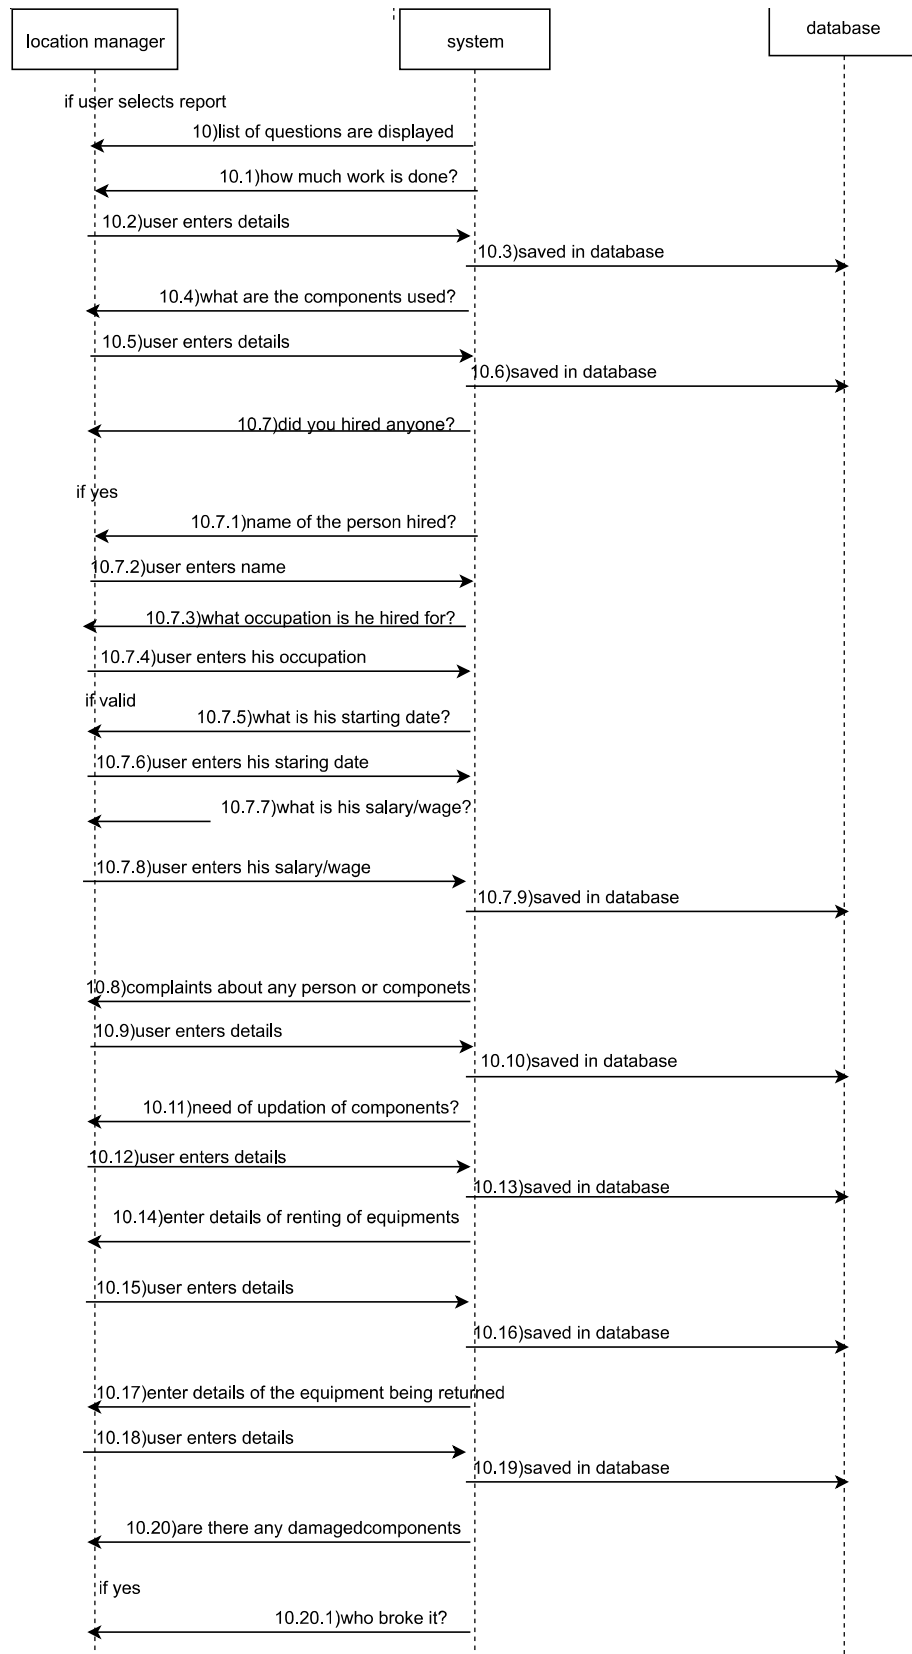 location manager
system
database
if user selects report
10)list of questions are displayed
10.1)how much work is done?
10.2)user enters details
10.3)saved in database
10.4)what are the components used?
10.5)user enters details
10.6)saved in database
10.7)did you hired anyone?
if yes
10.7.1)name of the person hired?
10.7.2)user enters name
10.7.3)what occupation is he hired for?
10.7.4)user enters his occupation
if valid
10.7.5)what is his starting date?
10.7.6)user enters his staring date
10.7.7)what is his salary/wage?
10.7.8)user enters his salary/wage
10.7.9)saved in database
10.8)complaints about any person or componets
10.9)user enters details
10.10)saved in database
10.11)need of updation of components?
10.12)user enters details
10.13)saved in database
10.14)enter details of renting of equipments
10.15)user enters details
10.16)saved in database
10.17)enter details of the equipment being returned
10.18)user enters details
10.19)saved in database
10.20)are there any damagedcomponents
if yes
10.20.1)who broke it?